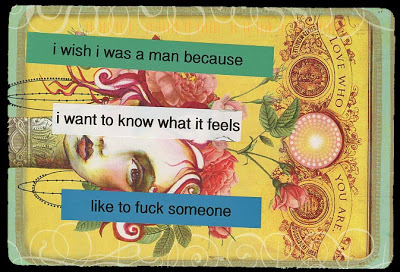 i wish i was a man because
i want to know what it feels
like to fuck someone
LOVE WHO
YOU ARE